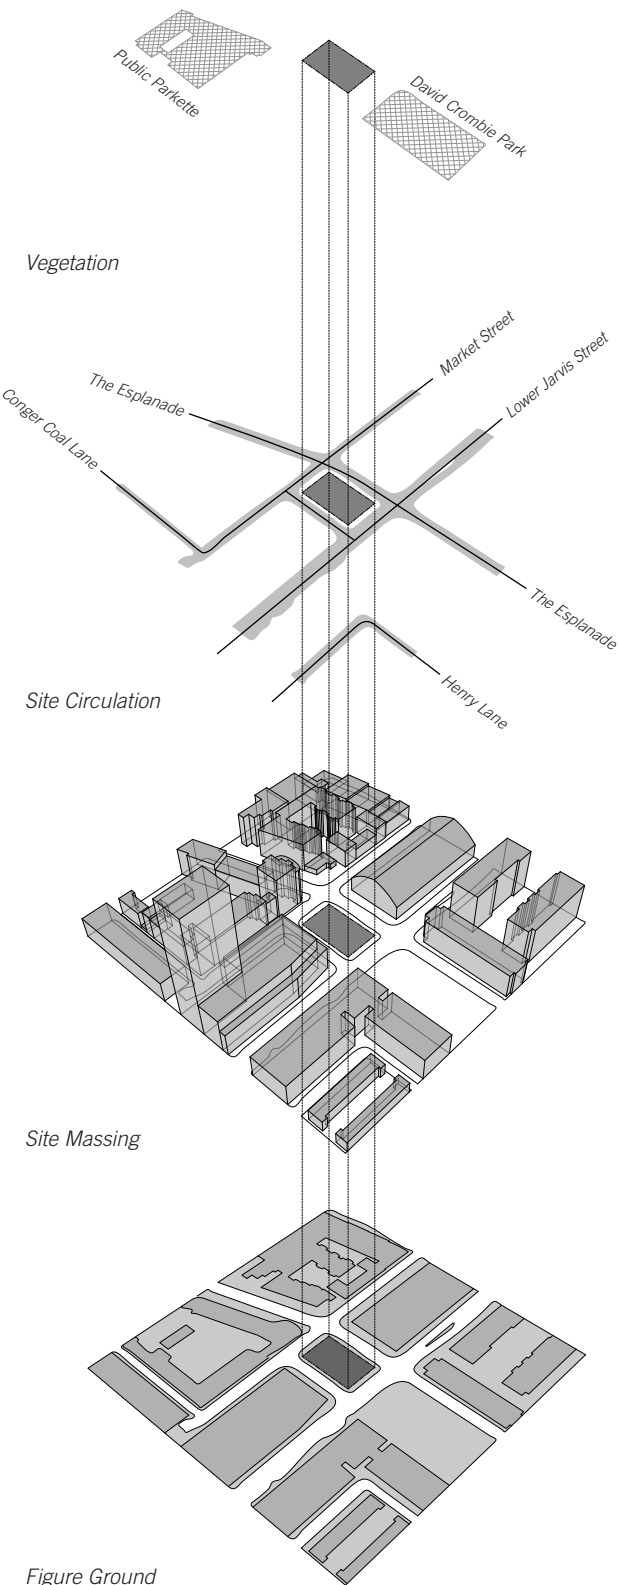 Public Parkette
David Crombie Park
Vegetation
Market Street
Lower Jarvis Street
The Esplanade
Conger Coal Lane
The Esplanade
Henry Lane
Site Circulation
Site Massing
Figure Ground